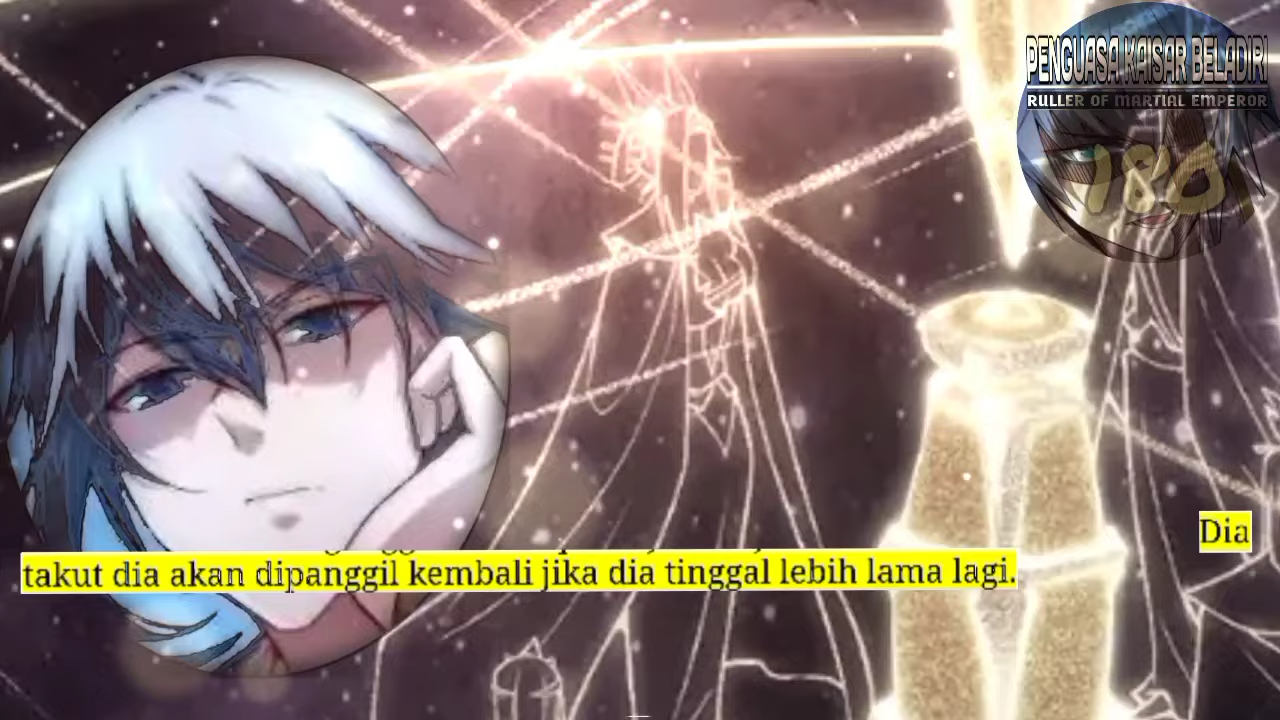 PENGUASA KAISAR BELADIRI
RULLER OF MARTIAL EMPEROR
180
Dia
takut dia akan dipanggil kembali jika dia tinggal lebih lama lagi.